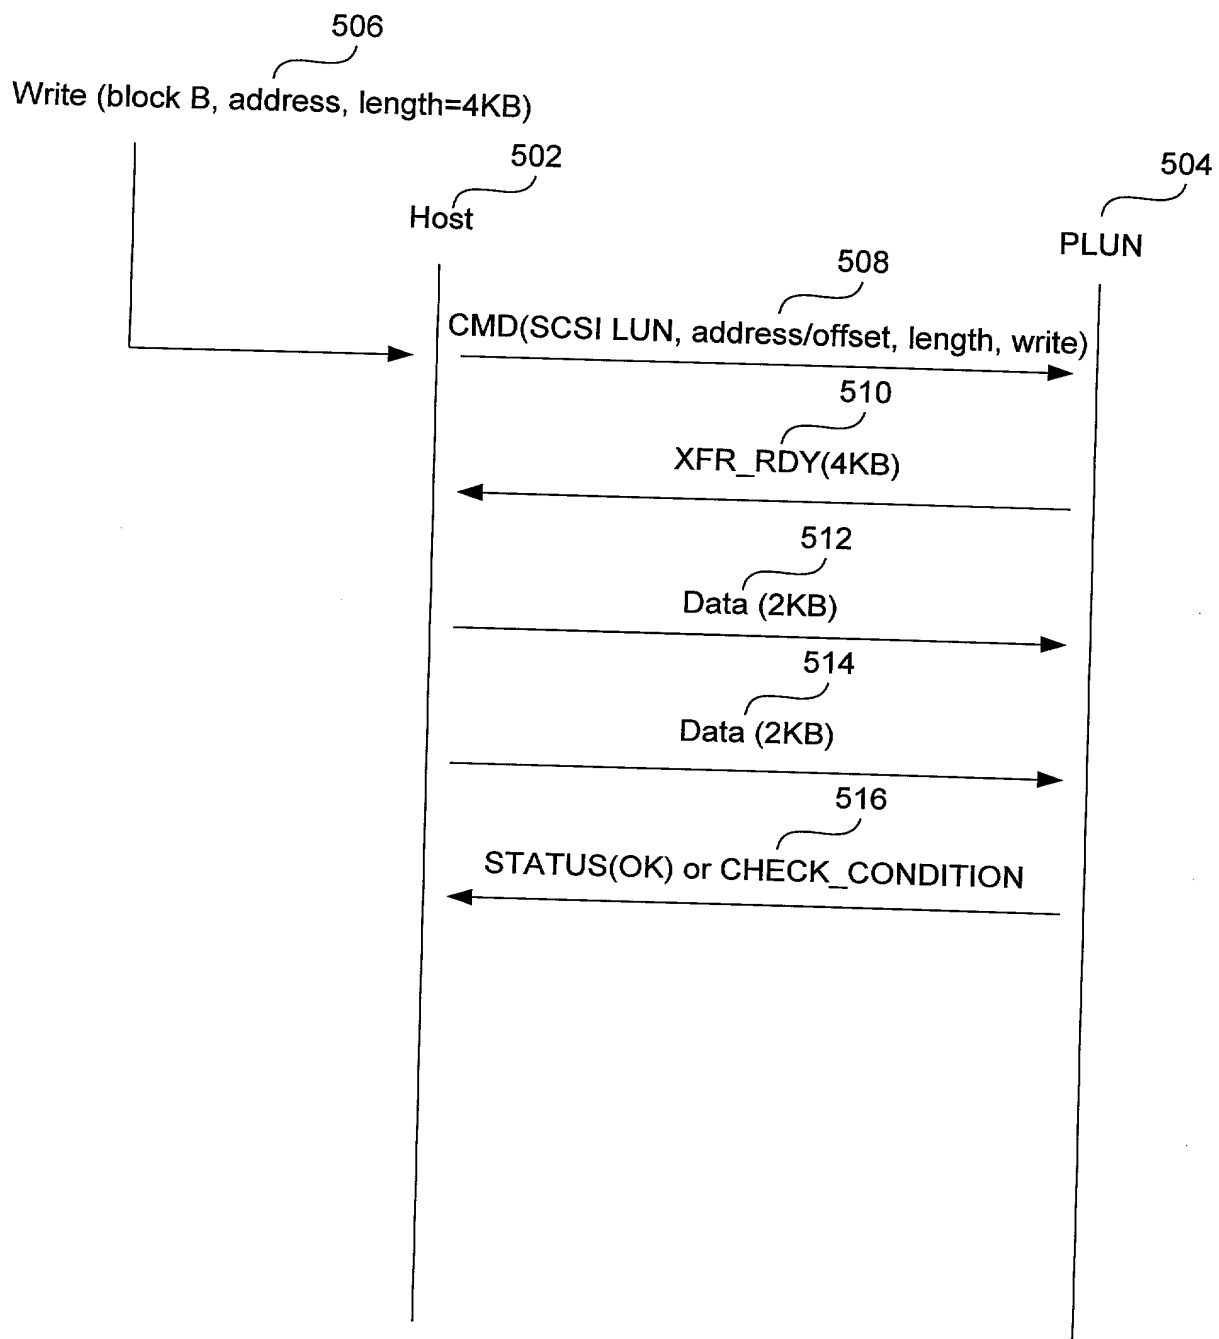 506
Write (block B, address, length=4KB)
502
504
Host
PLUN
508
CMD(SCSI LUN, address/offset, length, write)
510
XFR_RDY(4KB)
512
Data (2KB)
514
Data (2KB)
516
STATUS(OK) or CHECK_CONDITION